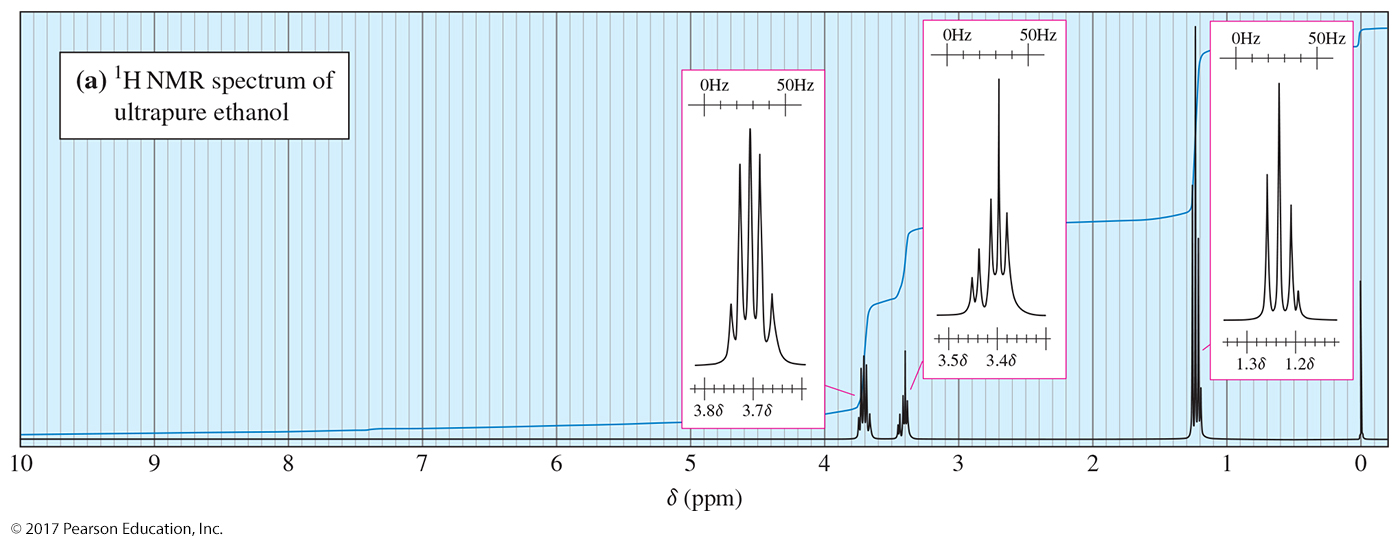 (a) ¹H NMR spectrum of
ultrapure ethanol
0Hz 50Hz
3.8δ 3.7δ
0Hz 50Hz
3.5δ 3.4δ
0Hz 50Hz
1.3δ 1.2δ
10 9 8 7 6 5 4 3 2 1 0
δ (ppm)
© 2017 Pearson Education, Inc.